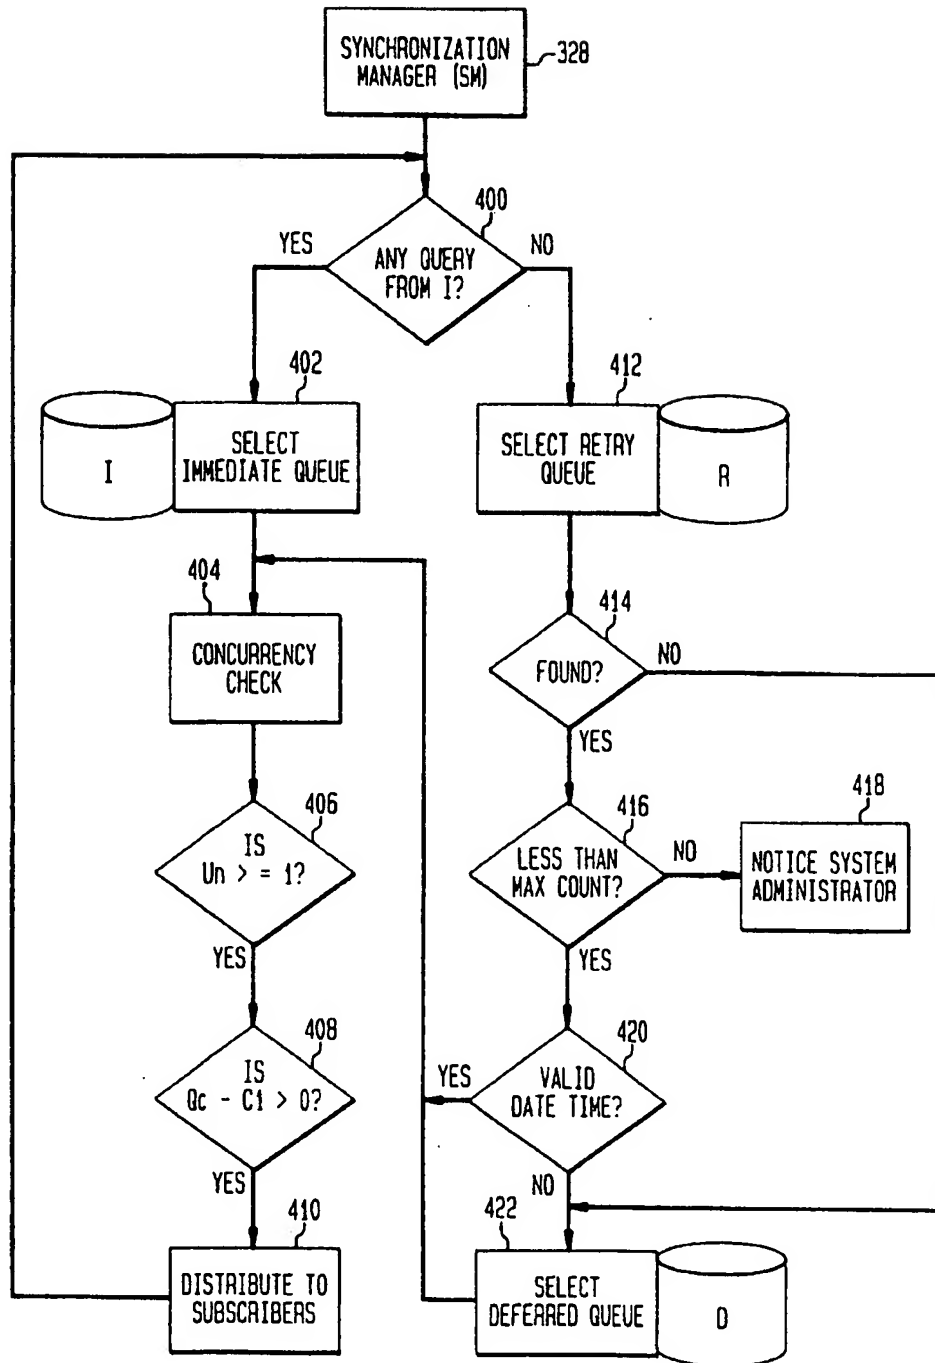 SYNCHRONIZATION
MANAGER (SM)
328
400
YES
NO
ANY QUERY
FROM I?
402
412
I
SELECT
IMMEDIATE QUEUE
SELECT RETRY
QUEUE
R
404
414
CONCURRENCY
CHECK
FOUND?
NO
YES
406
416
418
IS
Un > = 1?
LESS THAN
MAX COUNT?
NO
NOTICE SYSTEM
ADMINISTRATOR
YES
YES
408
420
IS
Qc - C1 > 0?
YES
VALID
DATE TIME?
YES
NO
410
422
DISTRIBUTE TO
SUBSCRIBERS
SELECT
DEFERRED QUEUE
D